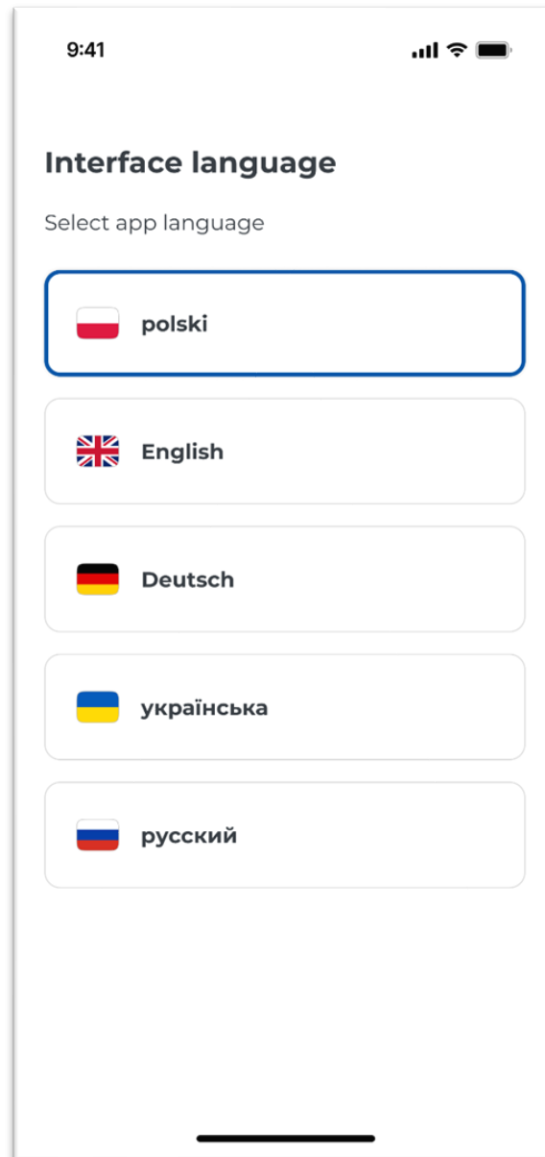 9:41
Interface language
Select app language
polski
English
Deutsch
українська
русский